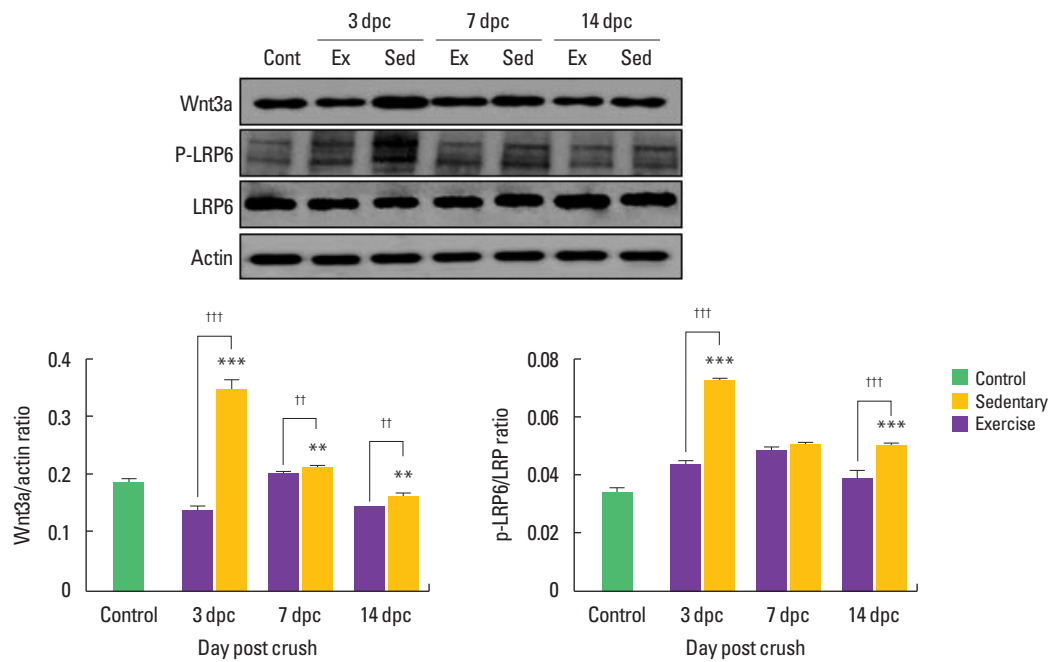 3 dpc 7 dpc 14 dpc
Cont Ex Sed Ex Sed Ex Sed
Wnt3a
P-LRP6
LRP6
Actin
Wnt3a/actin ratio
0.4
0.3
0.2
0.1
0
†††
***
††
**
††
**
Control 3 dpc 7 dpc 14 dpc
Day post crush
p-LRP6/LRP ratio
0.08
0.06
0.04
0.02
0
†††
***
†††
***
Control 3 dpc 7 dpc 14 dpc
Day post crush
Control
Sedentary
Exercise